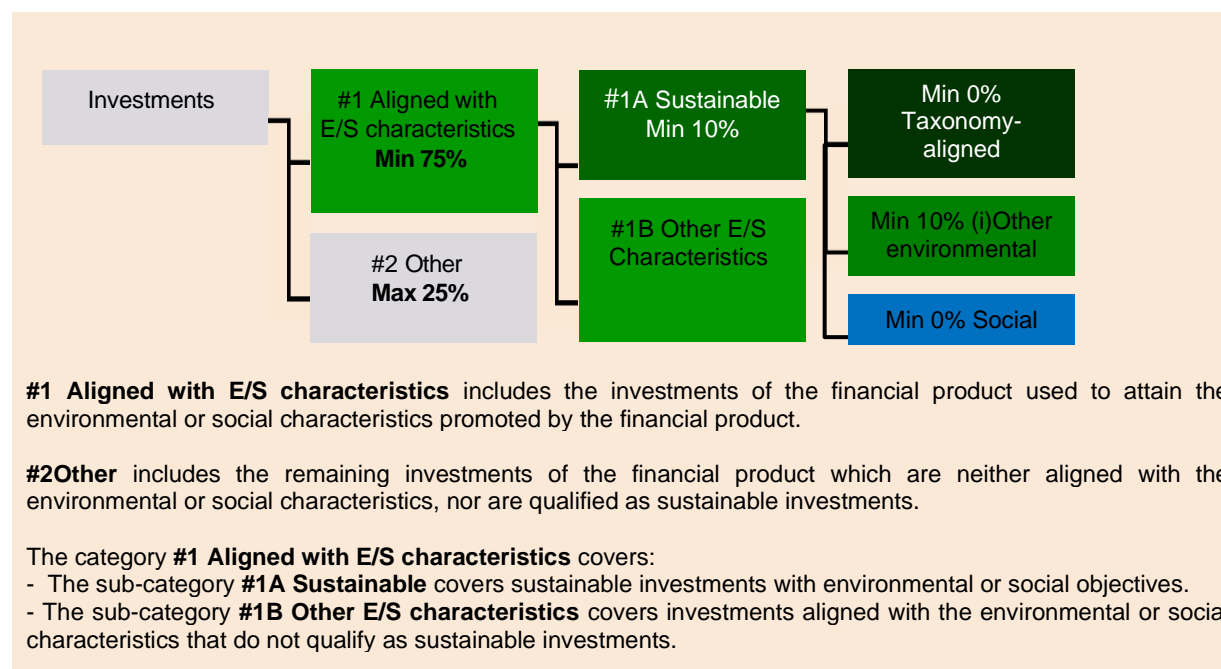 Investments
#1 Aligned with
E/S characteristics
Min 75%
#2 Other
Max 25%
#1A Sustainable
Min 10%
#1B Other E/S
Characteristics
Min 0%
Taxonomy-
aligned
Min 10% (i)Other
environmental
Min 0% Social
#1 Aligned with E/S characteristics includes the investments of the financial product used to attain the
environmental or social characteristics promoted by the financial product.
#2Other includes the remaining investments of the financial product which are neither aligned with the
environmental or social characteristics, nor are qualified as sustainable investments.
The category #1 Aligned with E/S characteristics covers:
- The sub-category #1A Sustainable covers sustainable investments with environmental or social objectives.
- The sub-category #1B Other E/S characteristics covers investments aligned with the environmental or social
characteristics that do not qualify as sustainable investments.